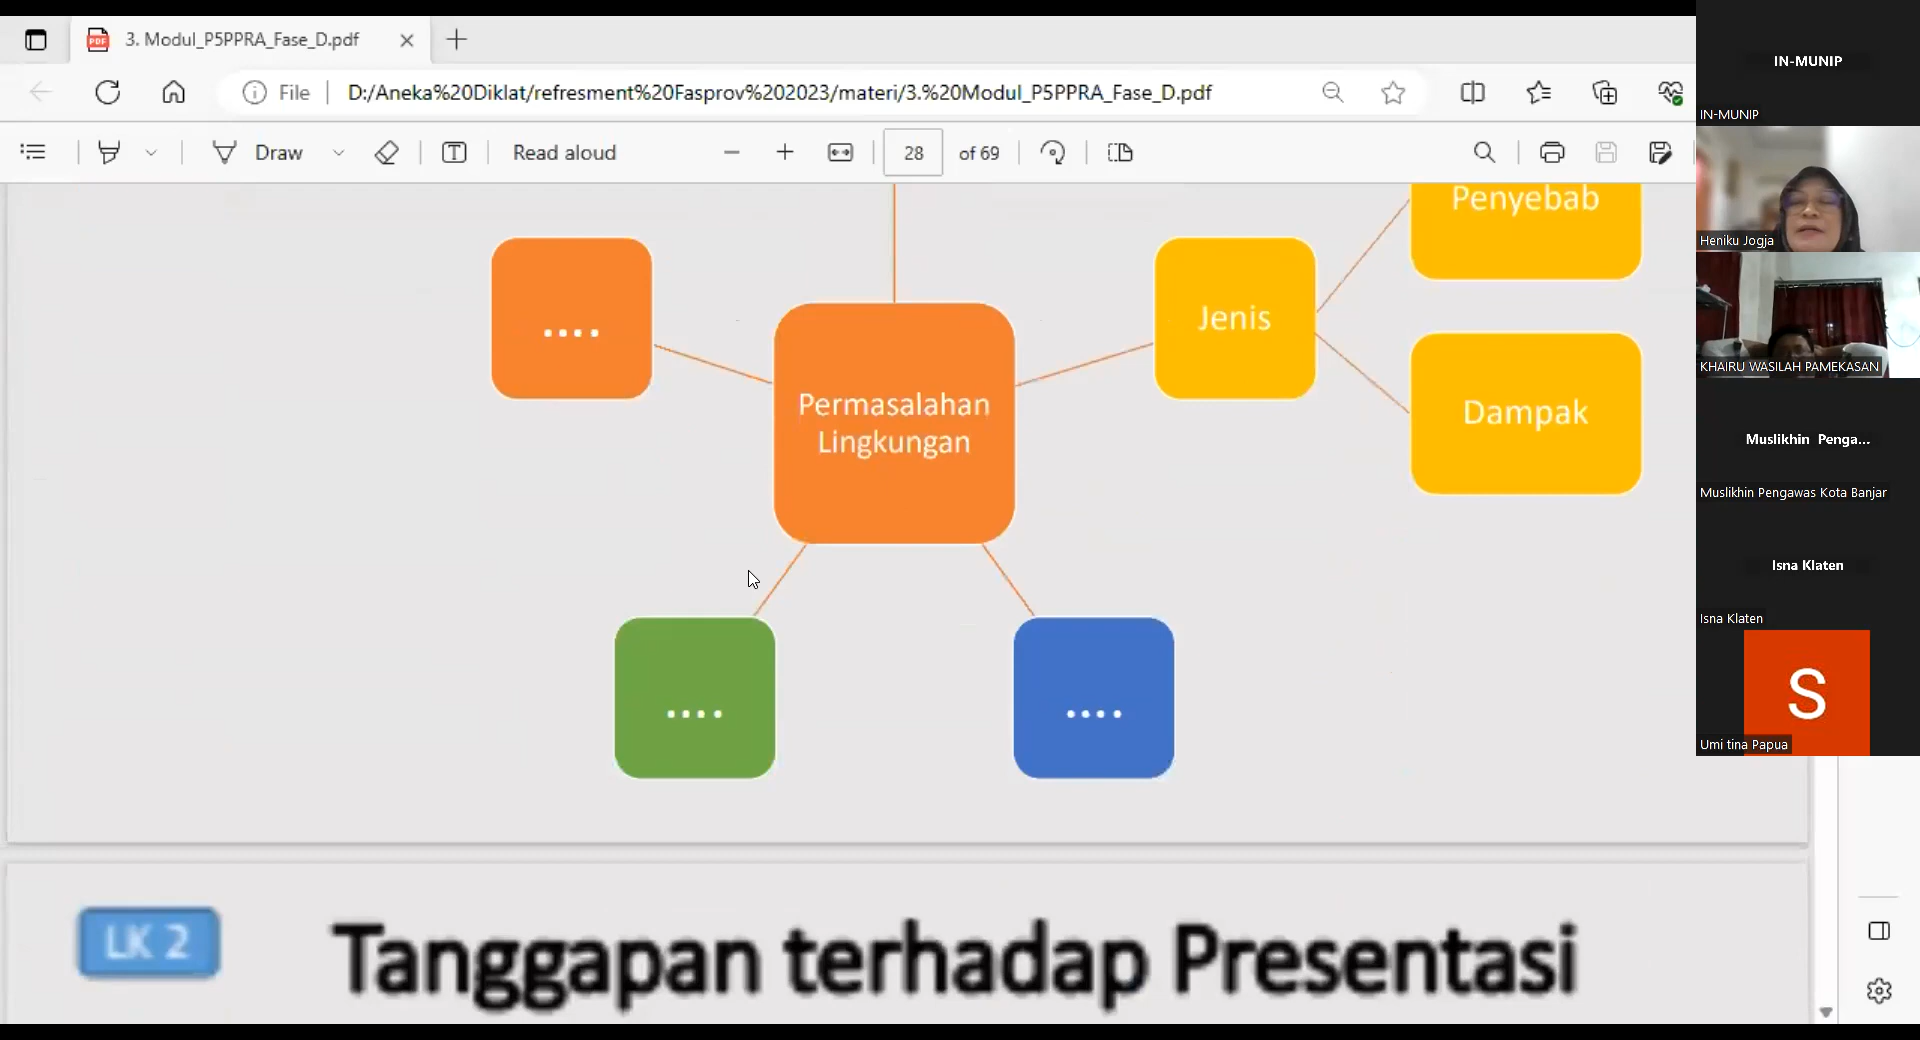 3. Modul_P5PPRA_Fase_D.pdf
File
D:/Aneka%20Diklat/refresment%20Fasprov%202023/materi/3.%20Modul_P5PPRA_Fase_D.pdf
Draw
Read aloud
28
of 69
Penyebab
....
Jenis
Permasalahan
Lingkungan
Dampak
....
....
LK 2
Tanggapan terhadap Presentasi
IN-MUNIP
IN-MUNIP
Heniku Jogja
KHAIRU WASILAH PAMEKASAN
Muslikhin Penga...
Muslikhin Pengawas Kota Banjar
Isna Klaten
Isna Klaten
S
Umi tina Papua